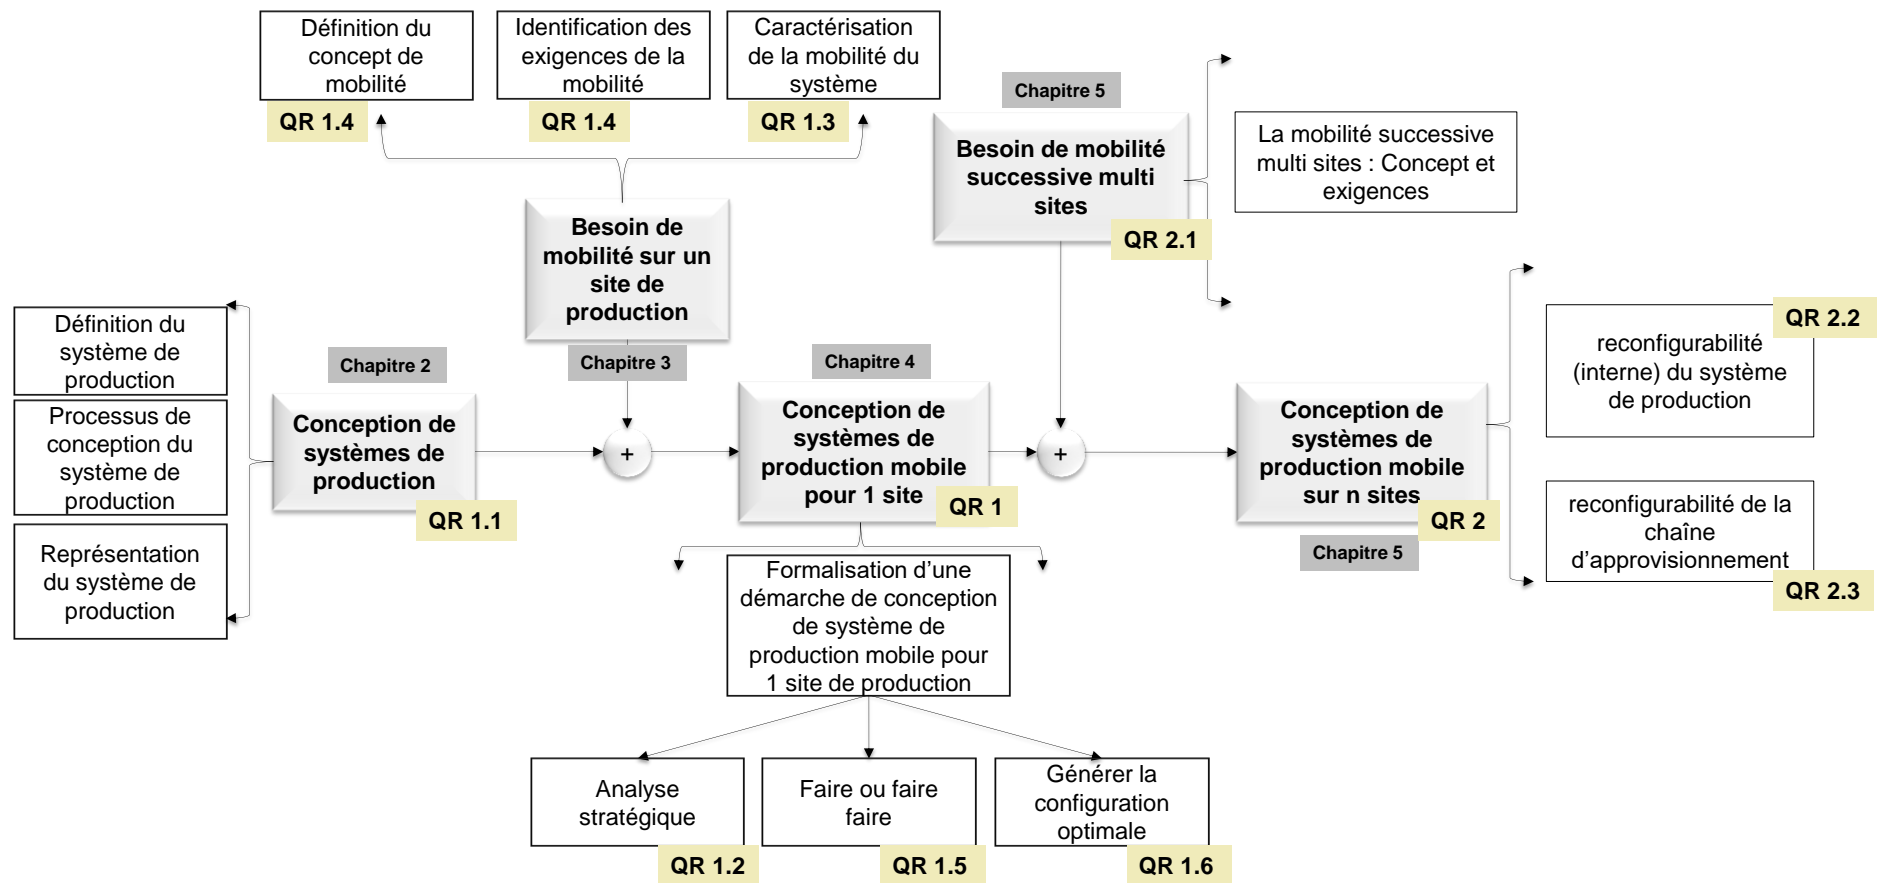 Définition du
concept de
mobilité
QR 1.4
Identification des
exigences de la
mobilité
QR 1.4
Caractérisation
de la mobilité du
système
QR 1.3
Chapitre 5
Besoin de mobilité
successive multi
sites
QR 2.1
La mobilité successive
multi sites : Concept et
exigences
Besoin de
mobilité sur un
site de
production
Chapitre 3
Définition du
système de
production
Processus de
conception du
système de
production
Représentation
du système de
production
Chapitre 2
Conception de
systèmes de
production
QR 1.1
+
Chapitre 4
Conception de
systèmes de
production mobile
pour 1 site
QR 1
+
Conception de
systèmes de
production mobile
sur n sites
QR 2
Chapitre 5
QR 2.2
reconfigurabilité
(interne) du système
de production
reconfigurabilité de la
chaîne
d’approvisionnement
QR 2.3
Formalisation d’une
démarche de conception
de système de
production mobile pour
1 site de production
Analyse
stratégique
QR 1.2
Faire ou faire
faire
QR 1.5
Générer la
configuration
optimale
QR 1.6